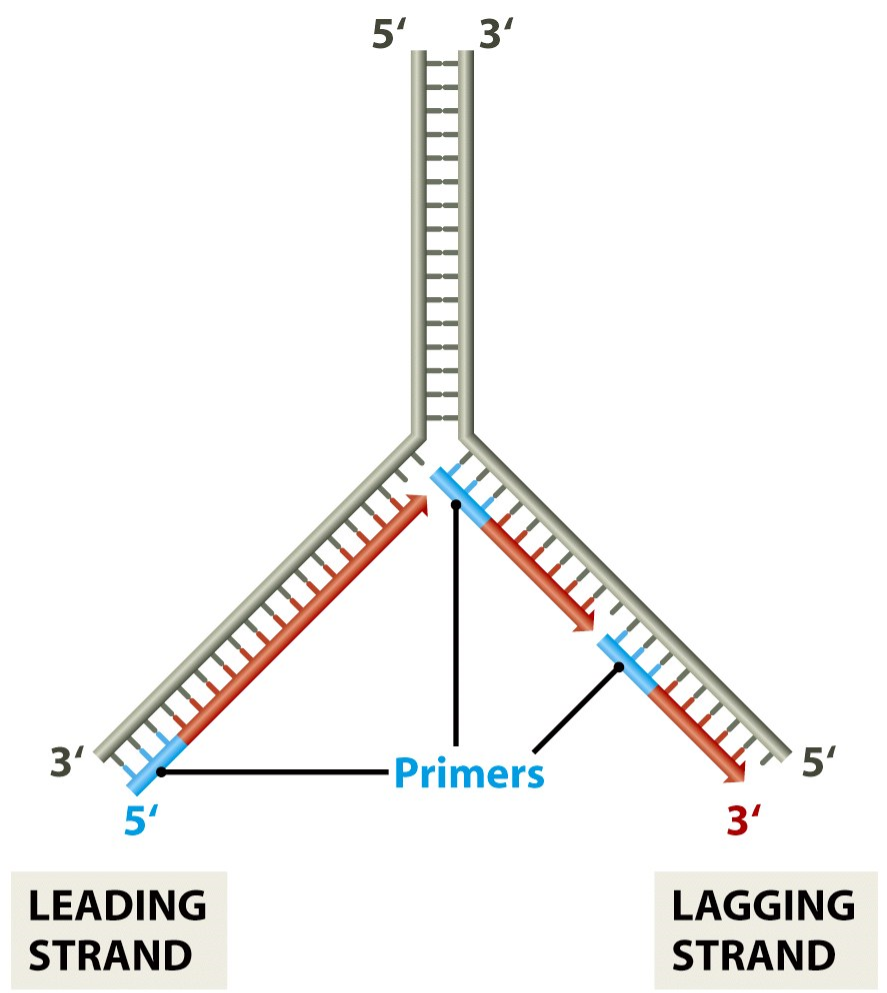 5‘ 3‘
3‘ 5‘
Primers
5‘ 3‘
LEADING
STRAND
LAGGING
STRAND